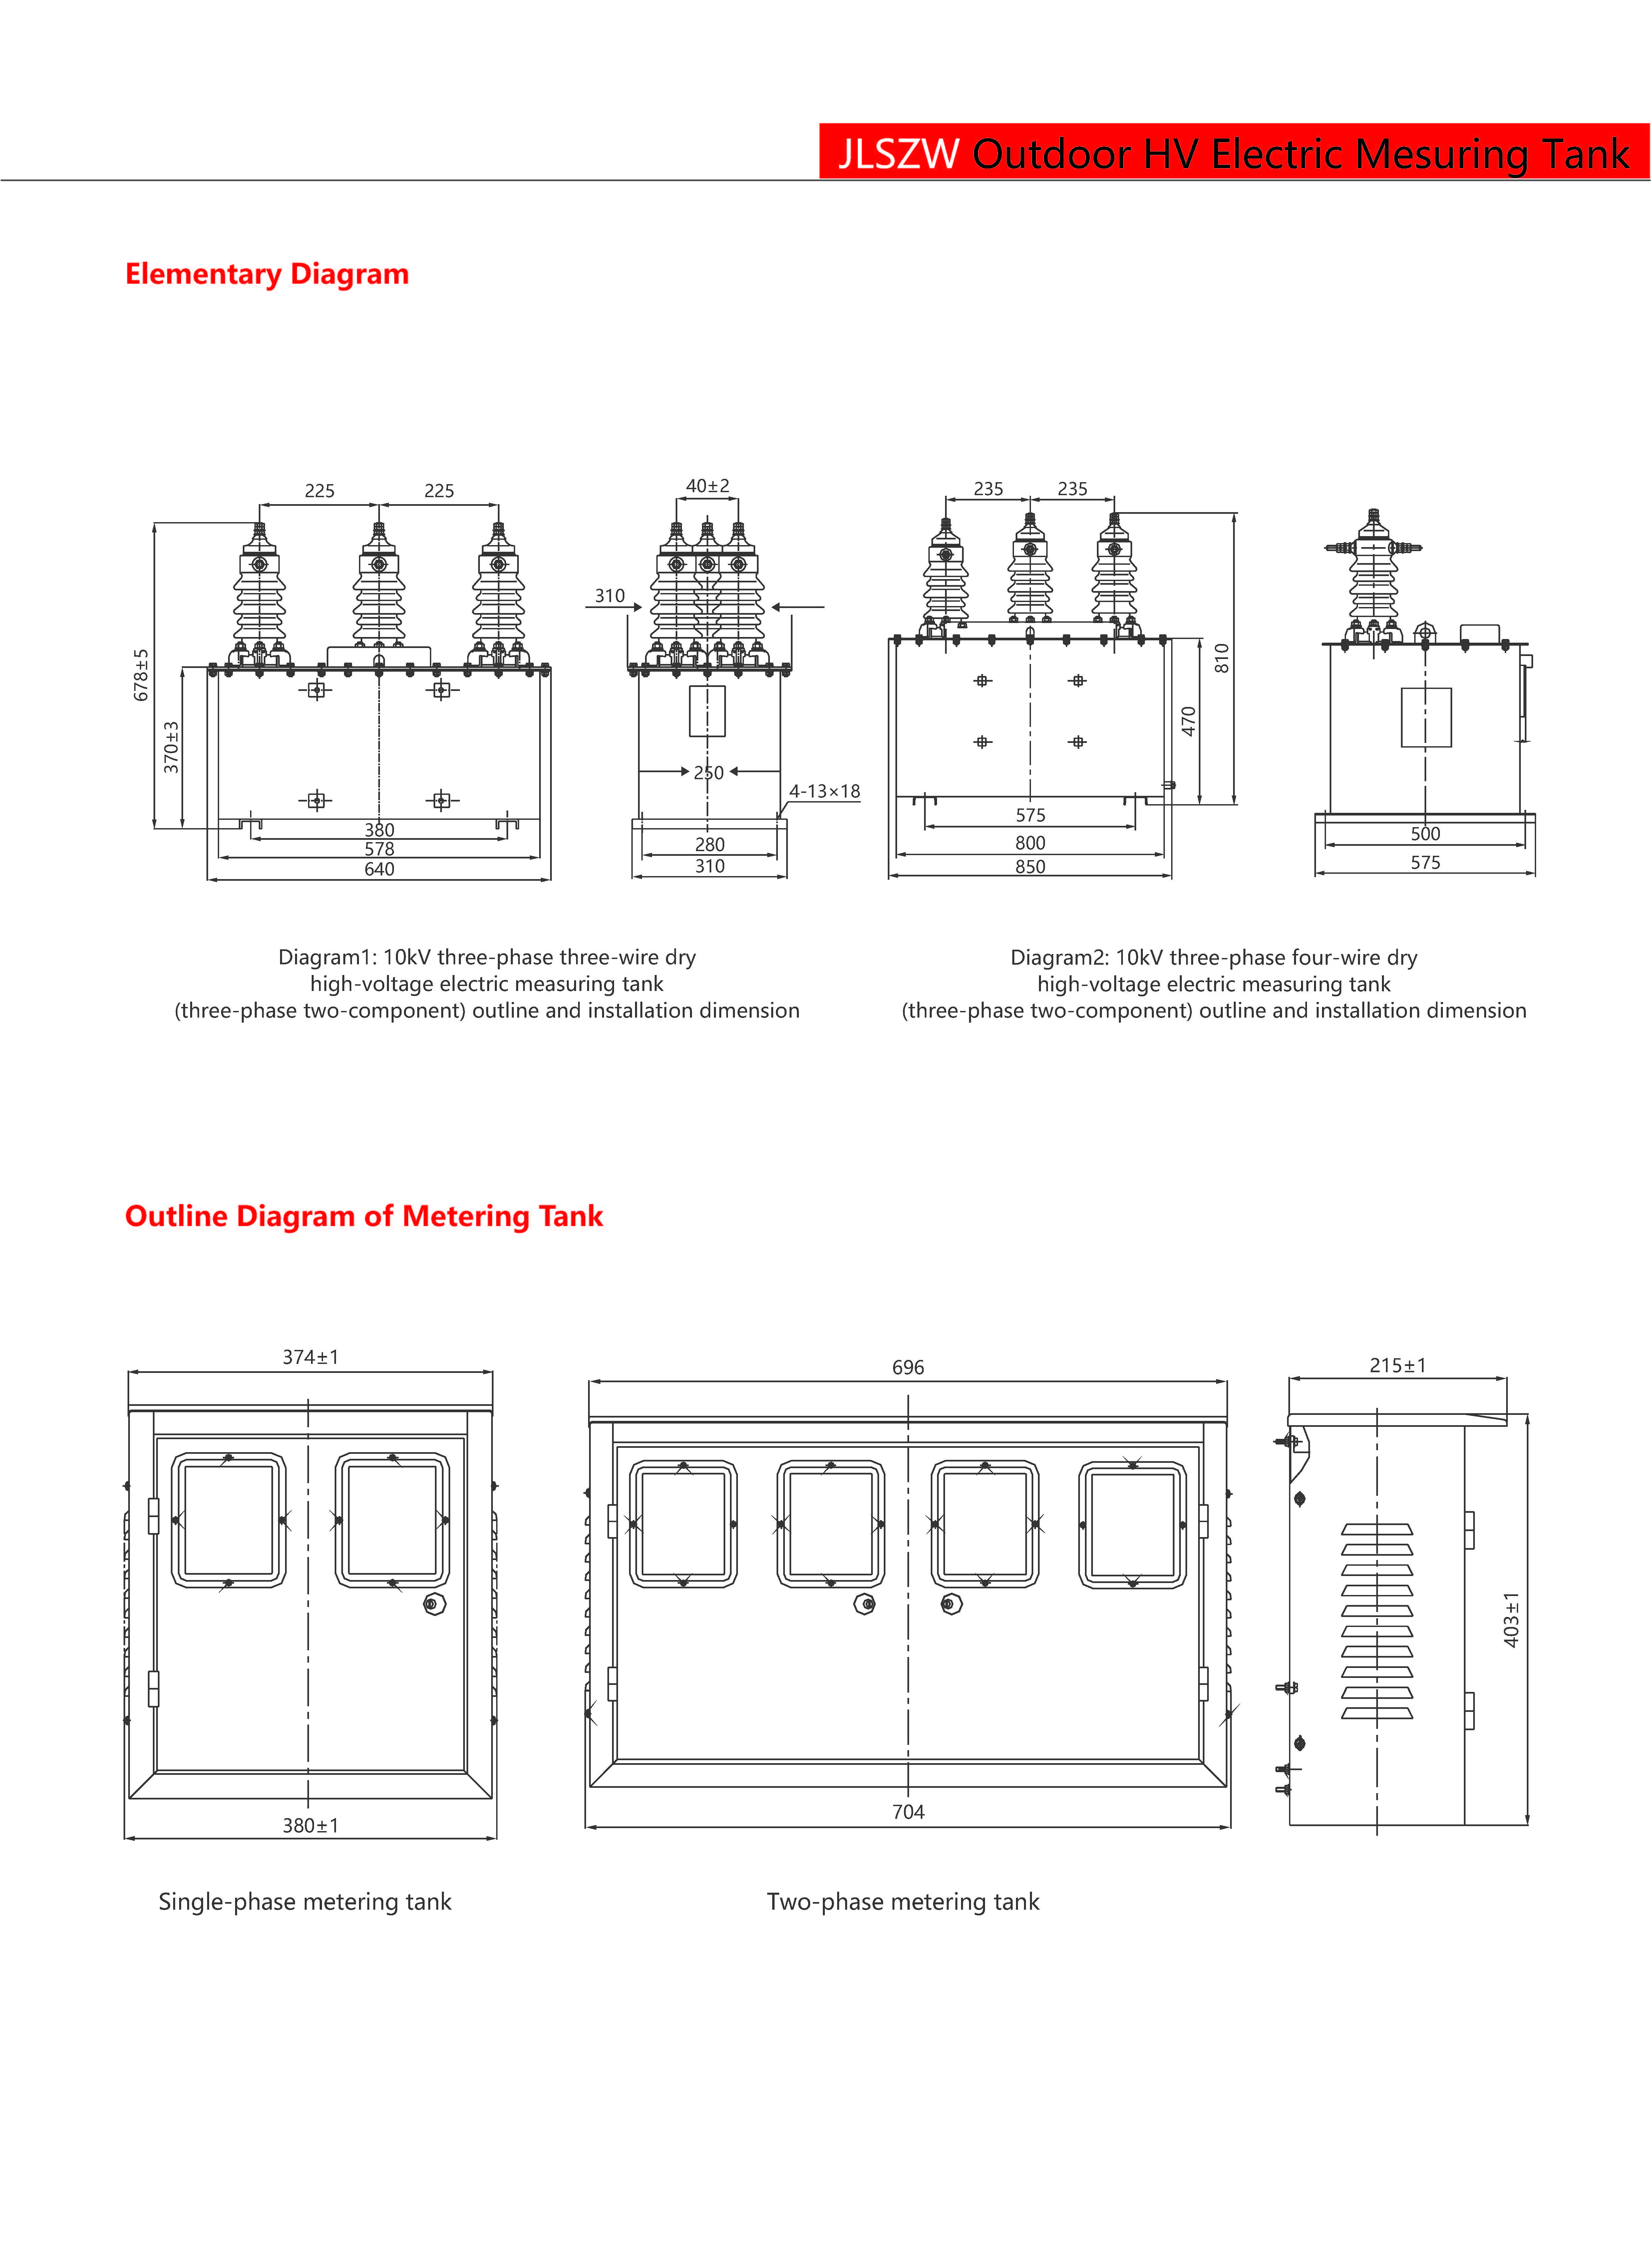 JLSZW Outdoor HV Electric Mesuring Tank
Elementary Diagram
225
225
678±5
370±3
380
578
640
40±2
310
250
4-13×18
280
310
235
235
810
470
575
800
850
500
575
Diagram1: 10kV three-phase three-wire dry
high-voltage electric measuring tank
(three-phase two-component) outline and installation dimension
Diagram2: 10kV three-phase four-wire dry
high-voltage electric measuring tank
(three-phase two-component) outline and installation dimension
Outline Diagram of Metering Tank
374±1
380±1
696
704
215±1
403±1
Single-phase metering tank
Two-phase metering tank